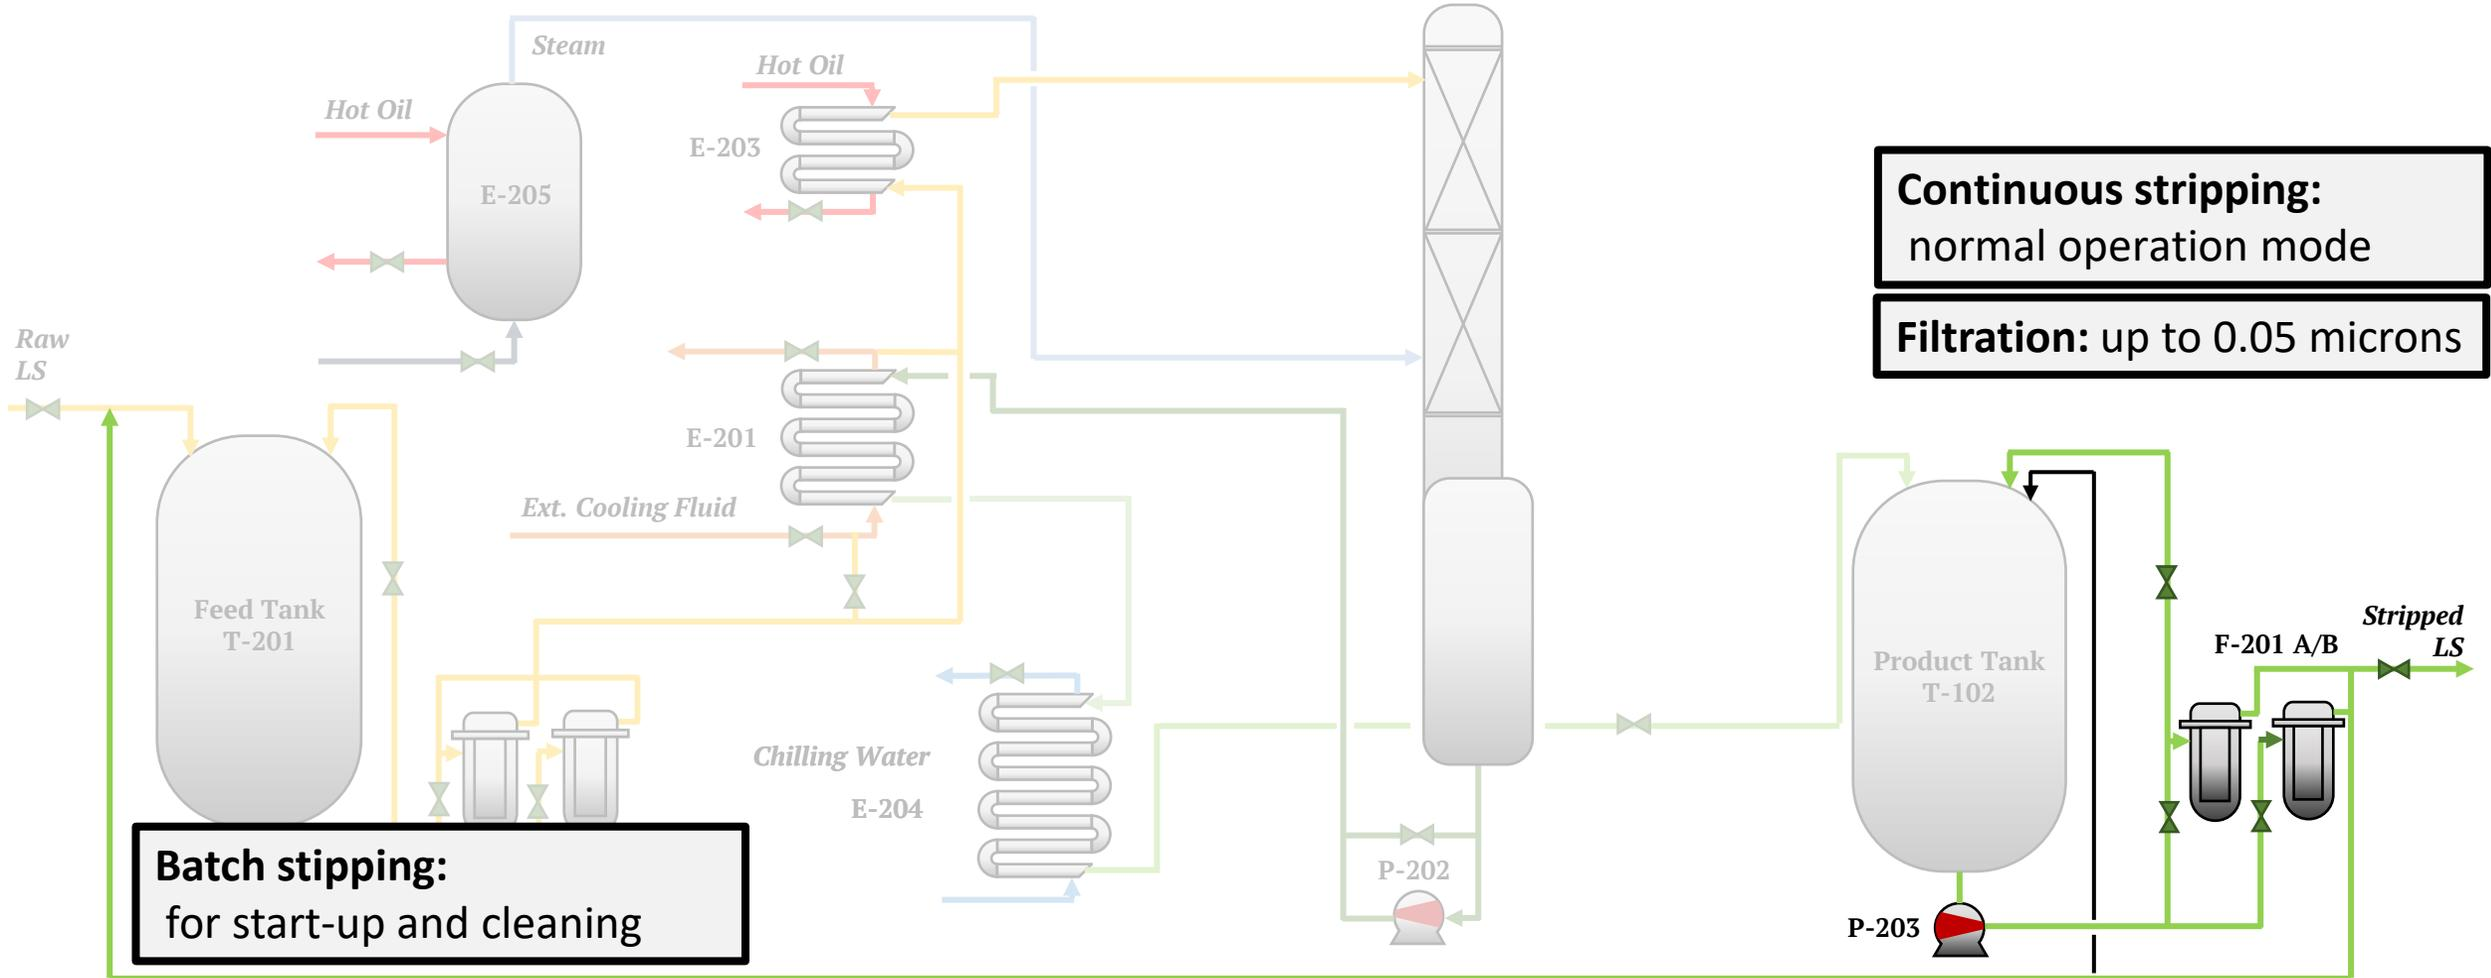 Steam
Hot Oil
Hot Oil
E-203
E-205
Continuous stripping:
normal operation mode
Filtration: up to 0.05 microns
Raw
LS
E-201
Ext. Cooling Fluid
Feed Tank
T-201
Stripped
LS
F-201 A/B
Product Tank
T-102
Chilling Water
E-204
P-202
Batch stipping:
for start-up and cleaning
P-203